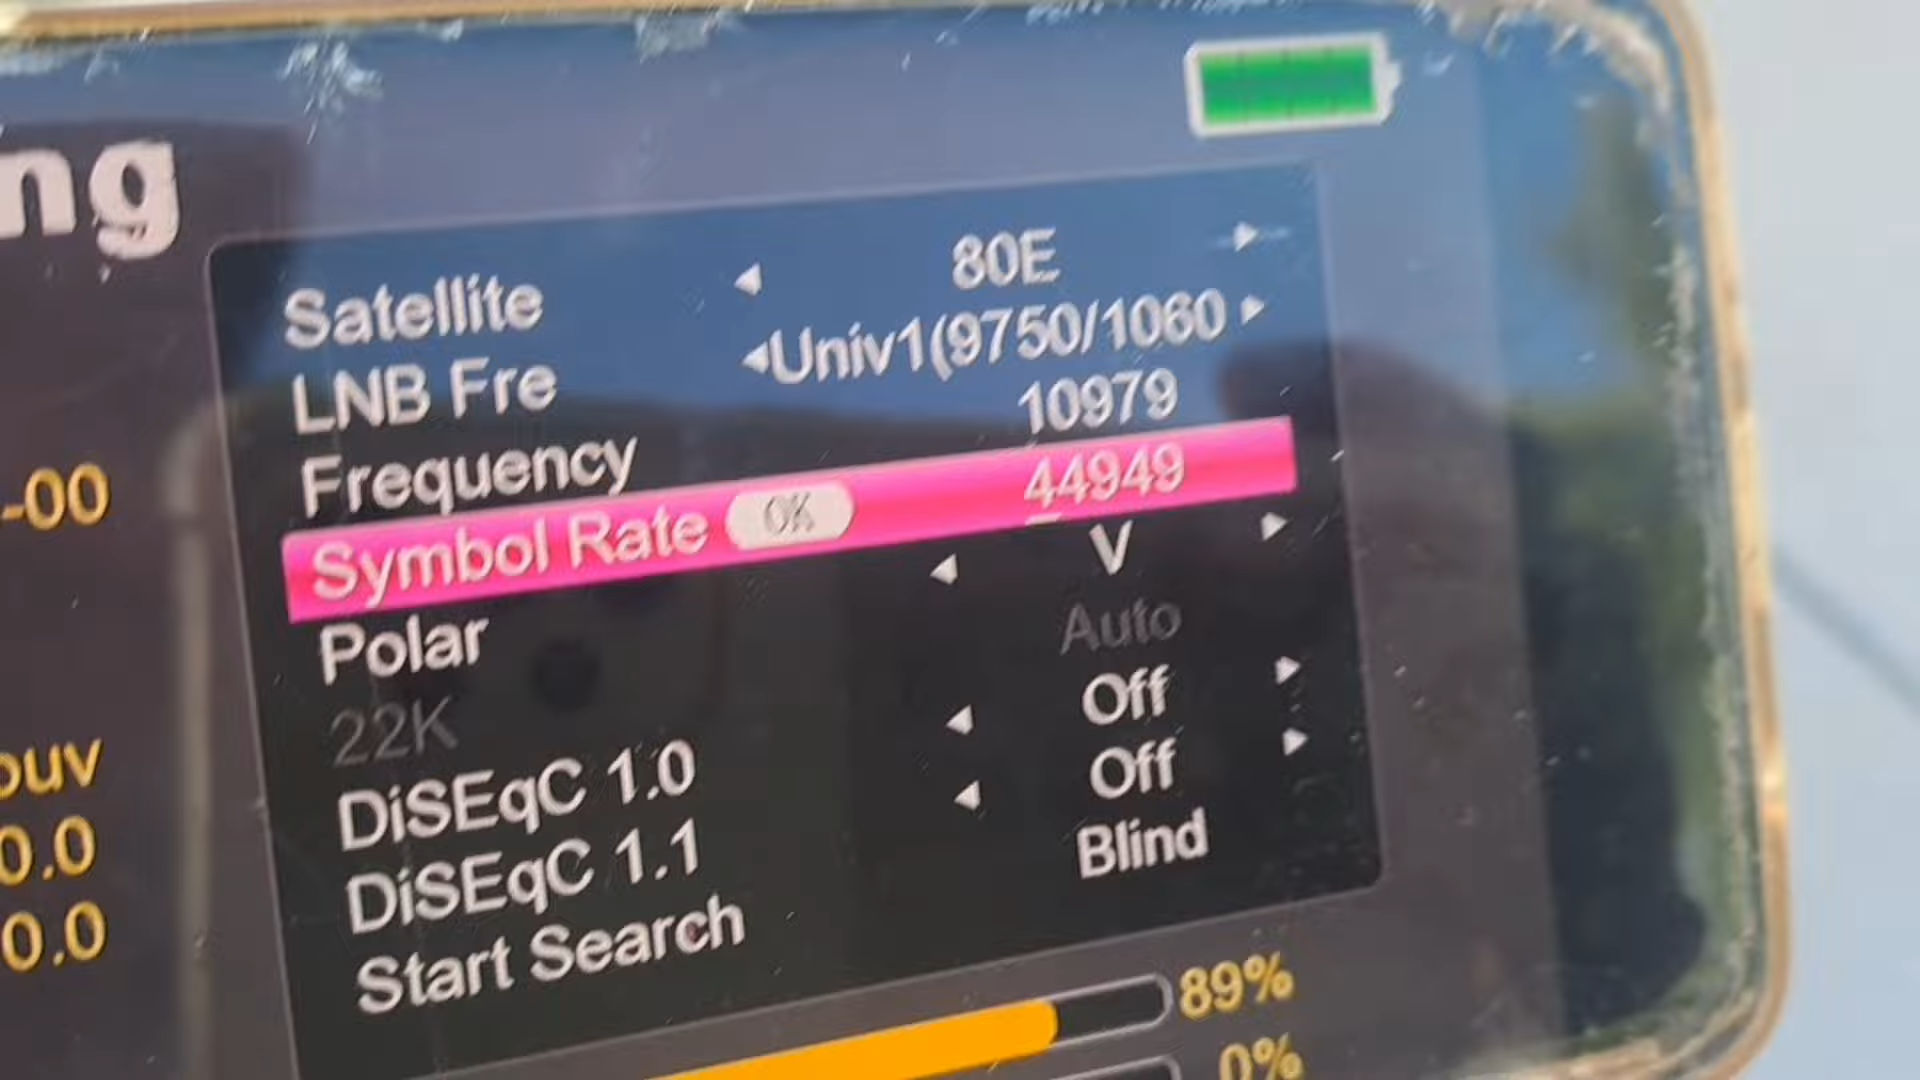 ng
Satellite 80E
LNB Fre Univ1(9750/1060
Frequency 10979
Symbol Rate OK 44949
Polar V
22K Auto
DiSEqC 1.0 Off
DiSEqC 1.1 Off
Start Search Blind
-00
ouv
0.0
0.0
89%
0%